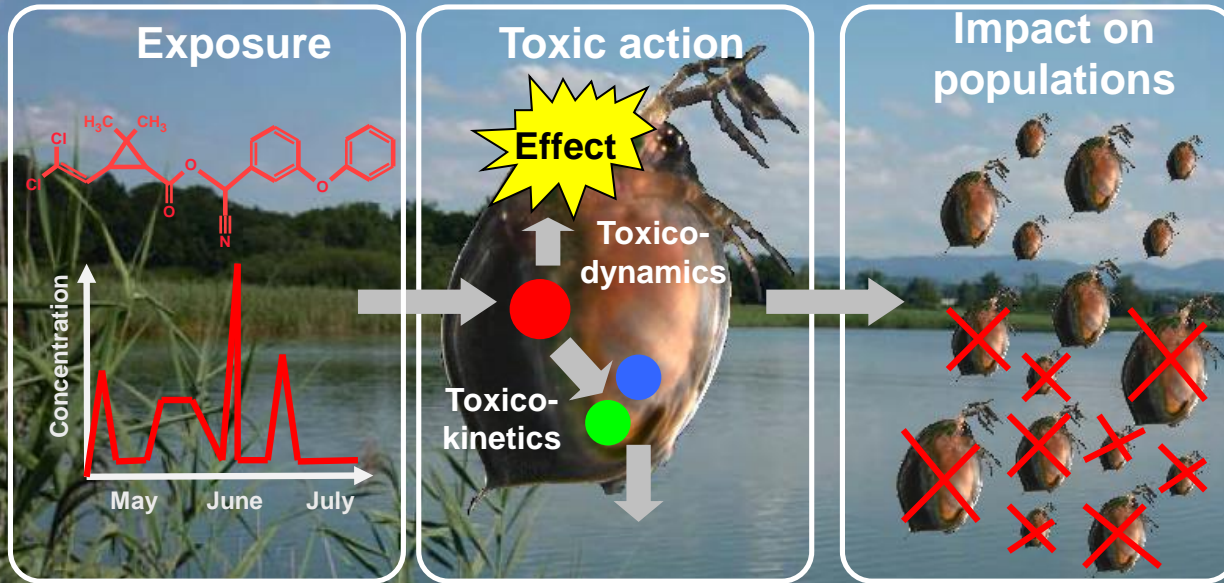 Exposure
H₃C
CH₃
Cl
Cl
O
O
O
N
Concentration
May
June
July
Toxic action
Effect
Toxico-
dynamics
Toxico-
kinetics
Impact on
populations